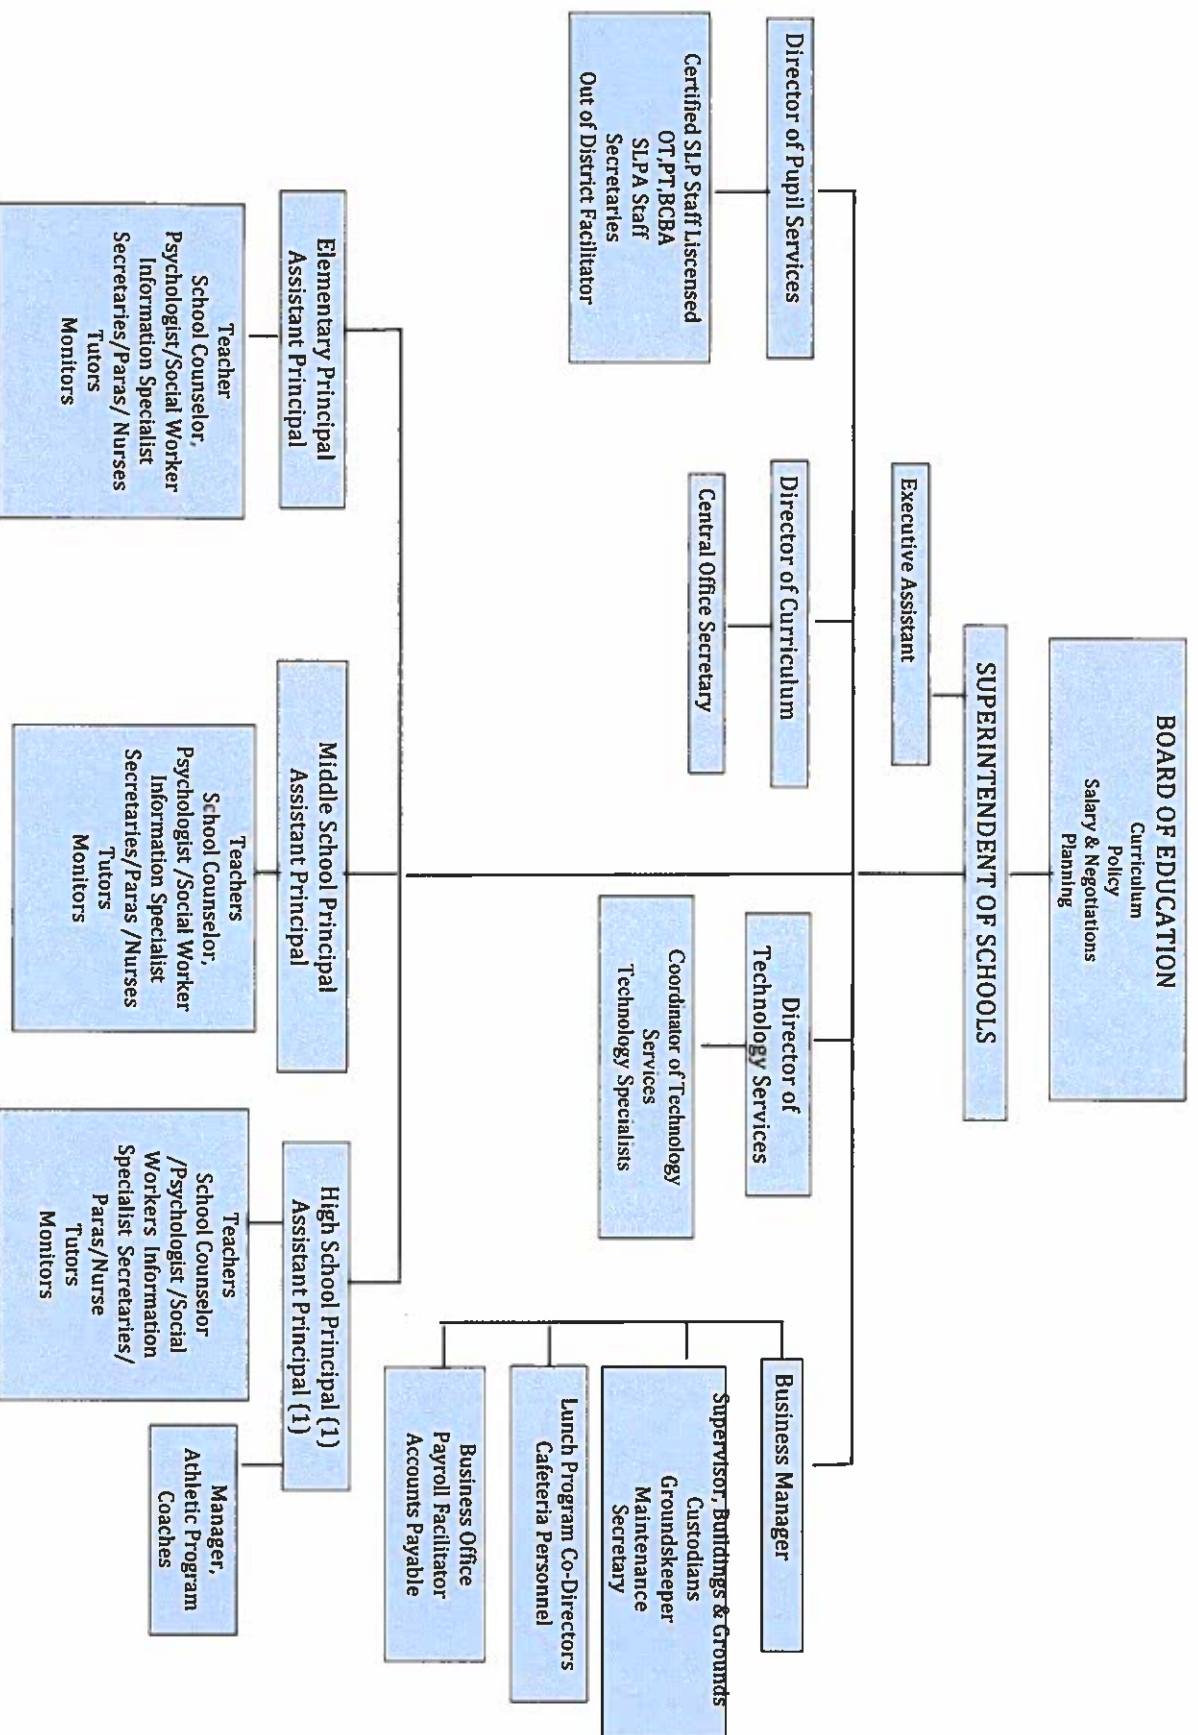 BOARD OF EDUCATION
Curriculum
Policy
Salary & Negotiations
Planning
SUPERINTENDENT OF SCHOOLS
Executive Assistant
Director of Pupil Services
Certified SLP Staff Liscensed
OT,PT,BCBA
SLPA Staff
Secretaries
Out of District Facilitator
Director of Curriculum
Central Office Secretary
Director of
Technology Services
Coordinator of Technology
Services
Technology Specialists
Business Manager
Supervisor, Buildings & Grounds
Custodians
Groundskeeper
Maintenance
Secretary
Lunch Program Co-Directors
Cafeteria Personnel
Business Office
Payroll Facilitator
Accounts Payable
Elementary Principal
Assistant Principal
Teacher
School Counselor,
Psychologist/Social Worker
Information Specialist
Secretaries/Paras/ Nurses
Tutors
Monitors
Middle School Principal
Assistant Principal
Teachers
School Counselor,
Psychologist /Social Worker
Information Specialist
Secretaries/Paras /Nurses
Tutors
Monitors
High School Principal (1)
Assistant Principal (1)
Teachers
School Counselor
/Psychologist /Social
Workers Information
Specialist Secretaries/
Paras/Nurse
Tutors
Monitors
Manager,
Athletic Program
Coaches